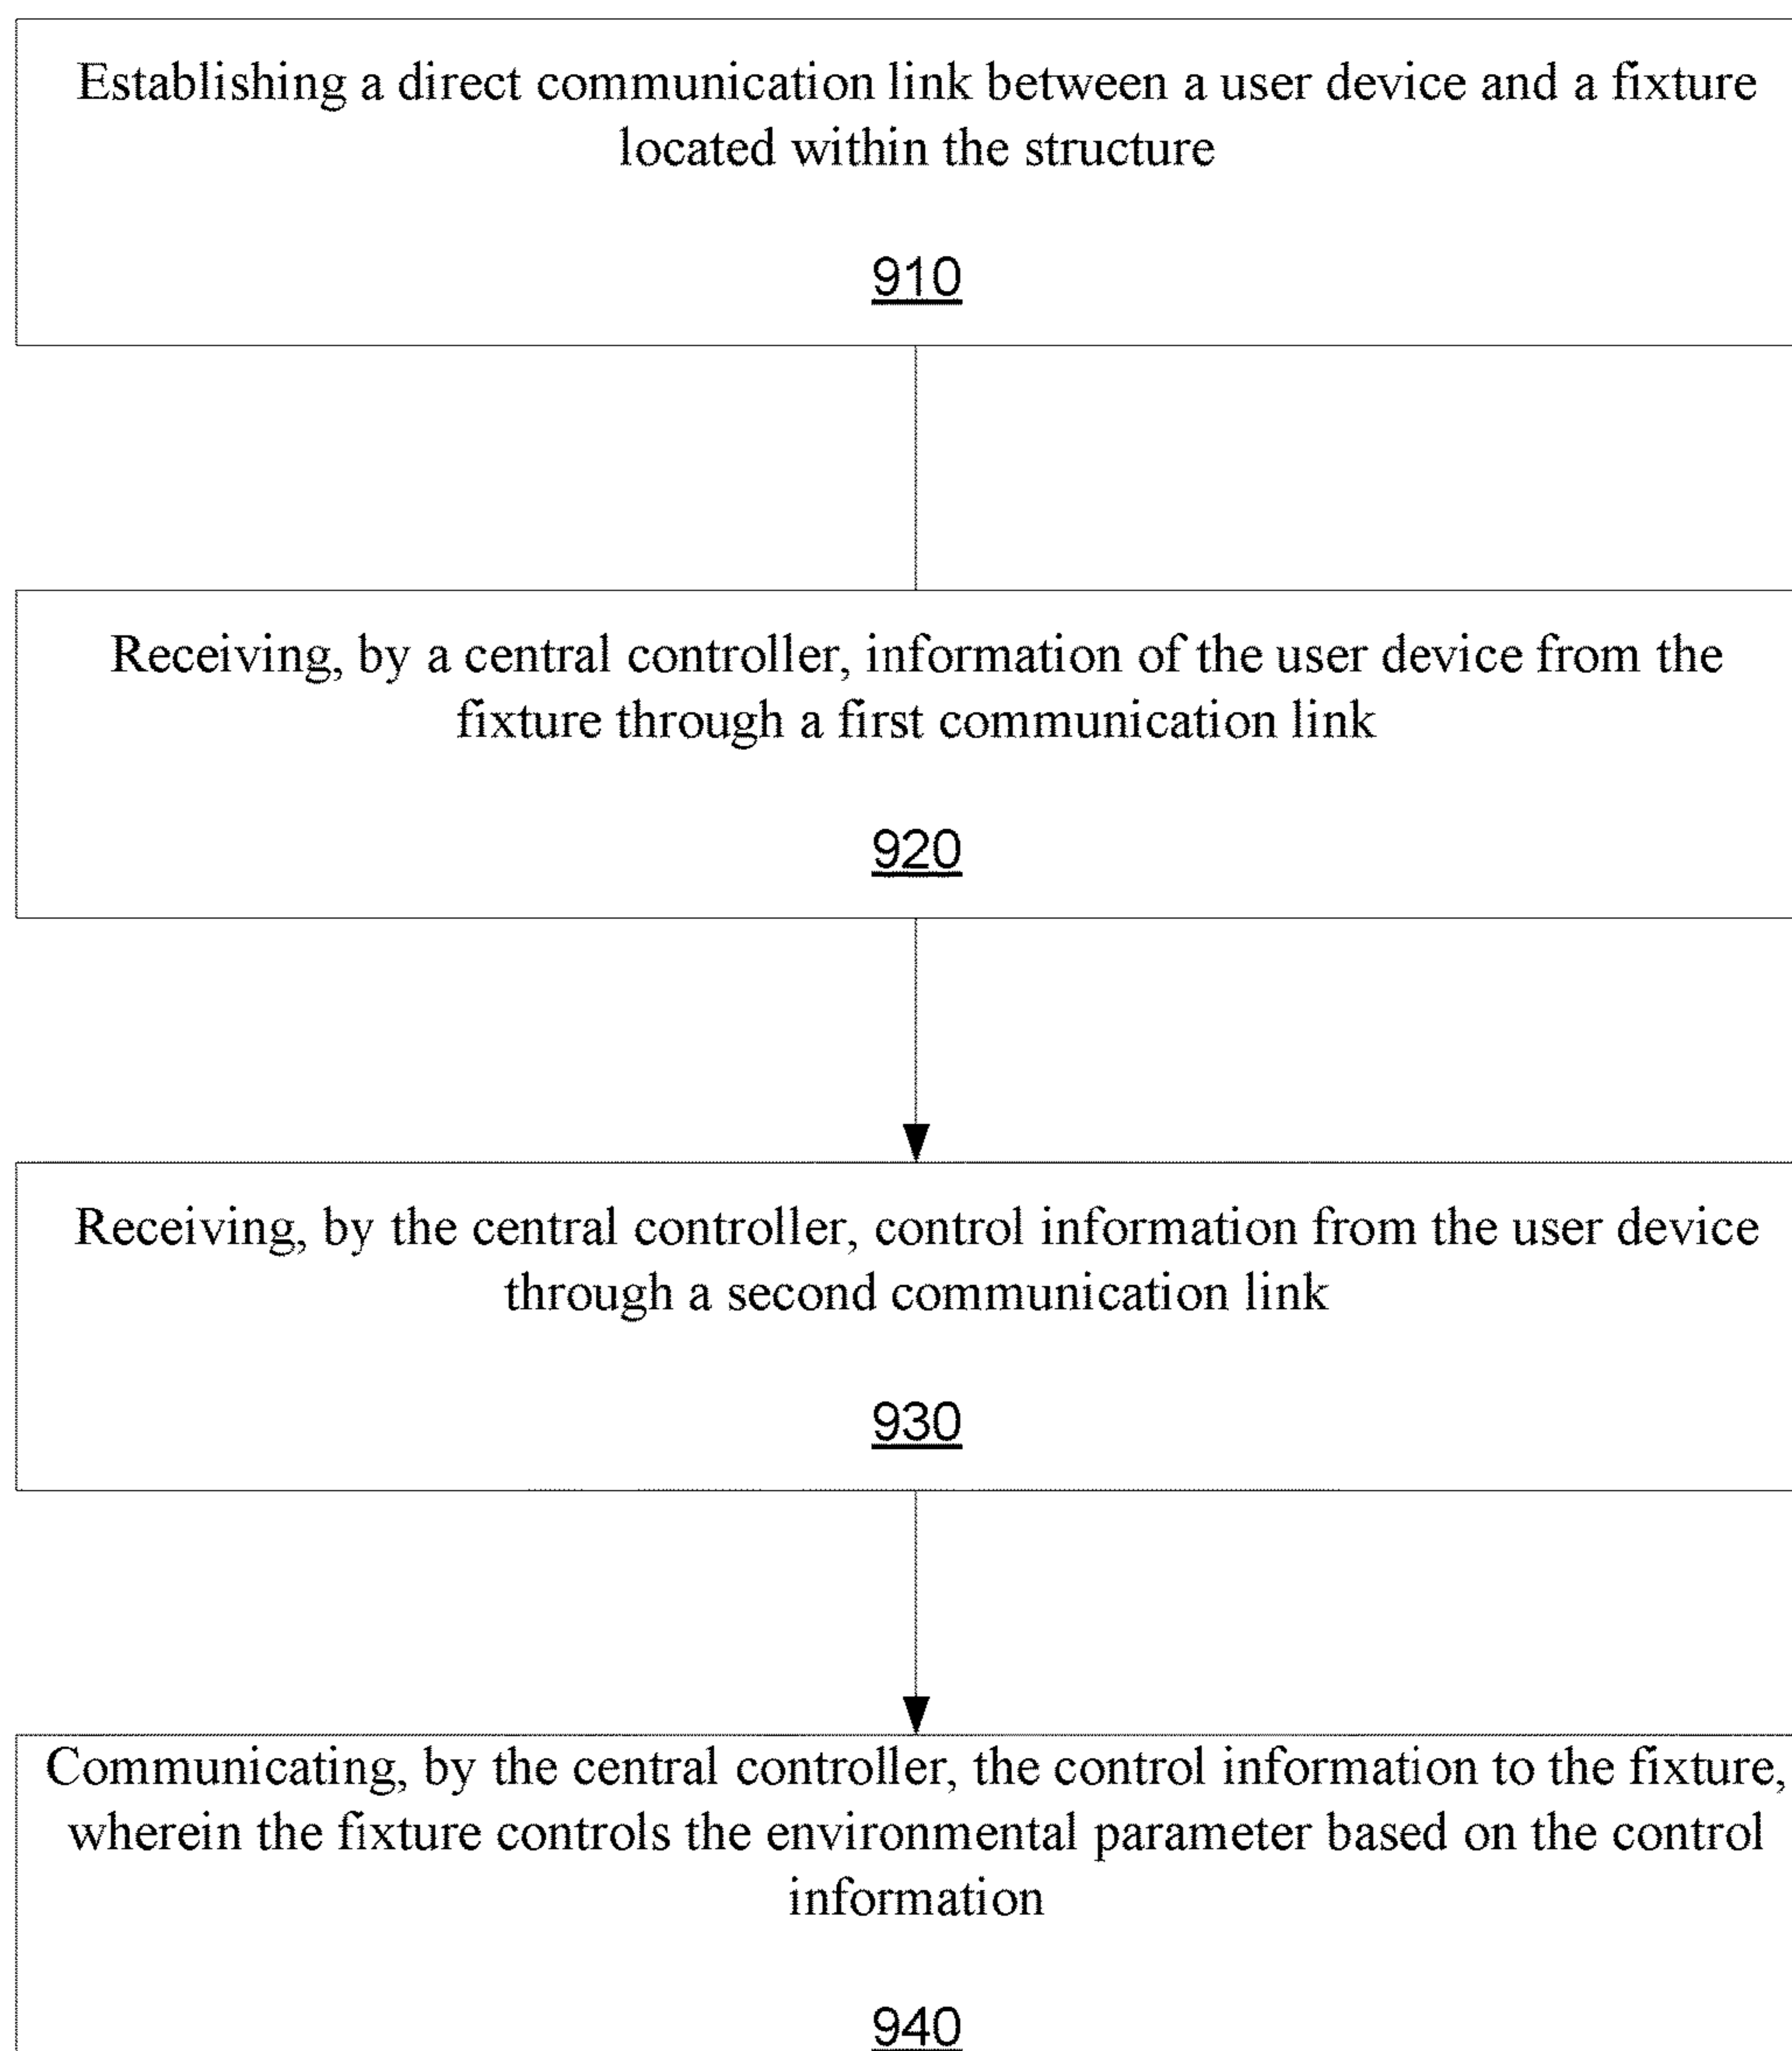 Establishing a direct communication link between a user device and a fixture
located within the structure
910
Receiving, by a central controller, information of the user device from the
fixture through a first communication link
920
Receiving, by the central controller, control information from the user device
through a second communication link
930
Communicating, by the central controller, the control information to the fixture,
wherein the fixture controls the environmental parameter based on the control
information
940